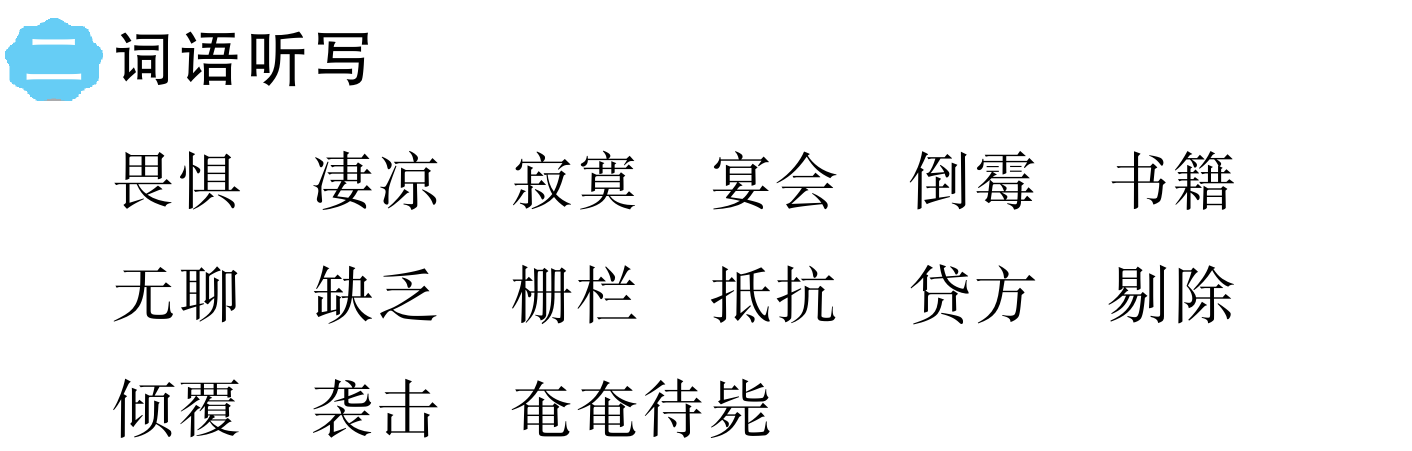 二 词语听写
畏惧 凄凉 寂寞 宴会 倒霉 书籍
无聊 缺乏 栅栏 抵抗 贷方 剔除
倾覆 袭击 奄奄待毙